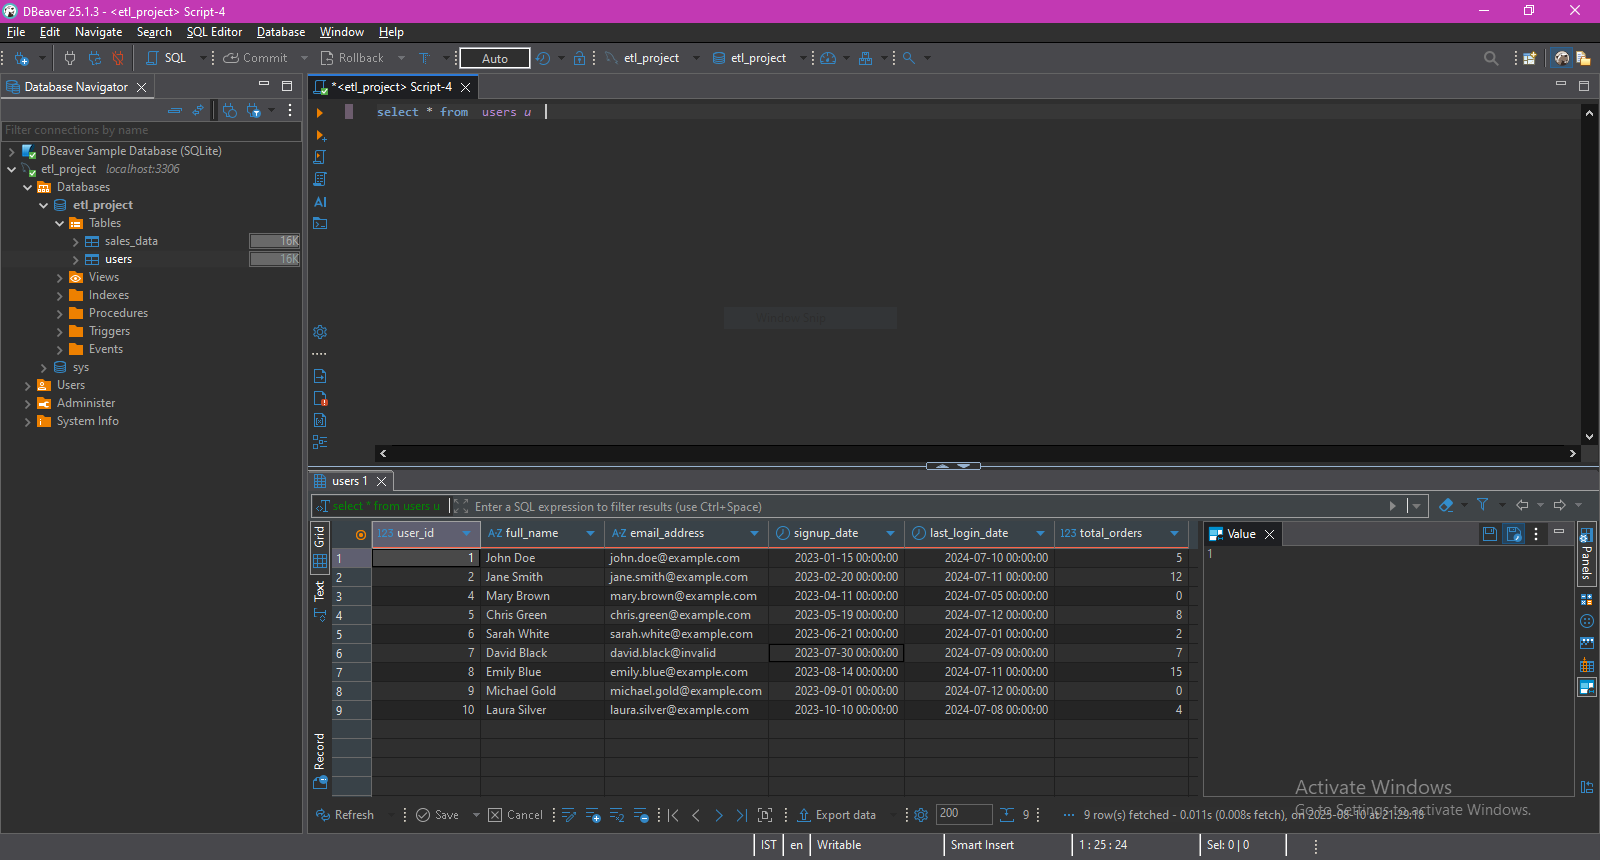 DBeaver 25.1.3 - <etl_project> Script-4
File Edit Navigate Search SQL Editor Database Window Help
SQL Commit Rollback T Auto etl_project etl_project
Database Navigator
*<etl_project> Script-4
Filter connections by name
select * from users u
DBeaver Sample Database (SQLite)
etl_project localhost:3306
Databases
etl_project
Tables
sales_data 16K
users 16K
Views
Indexes
Procedures
Triggers
Events
sys
Users
Administer
System Info
AI
Window Snip
users 1
select * from users u Enter a SQL expression to filter results (use Ctrl+Space)
Grid
Text
Record
123 user_id A-Z full_name A-Z email_address signup_date last_login_date 123 total_orders
1 1 John Doe john.doe@example.com 2023-01-15 00:00:00 2024-07-10 00:00:00 5
2 2 Jane Smith jane.smith@example.com 2023-02-20 00:00:00 2024-07-11 00:00:00 12
3 4 Mary Brown mary.brown@example.com 2023-04-11 00:00:00 2024-07-05 00:00:00 0
4 5 Chris Green chris.green@example.com 2023-05-19 00:00:00 2024-07-12 00:00:00 8
5 6 Sarah White sarah.white@example.com 2023-06-21 00:00:00 2024-07-01 00:00:00 2
6 7 David Black david.black@invalid 2023-07-30 00:00:00 2024-07-09 00:00:00 7
7 8 Emily Blue emily.blue@example.com 2023-08-14 00:00:00 2024-07-11 00:00:00 15
8 9 Michael Gold michael.gold@example.com 2023-09-01 00:00:00 2024-07-12 00:00:00 0
9 10 Laura Silver laura.silver@example.com 2023-10-10 00:00:00 2024-07-08 00:00:00 4
Value
1
Panels
Activate Windows
Go to Settings to activate Windows.
Refresh Save Cancel Export data 200 9 9 row(s) fetched - 0.011s (0.008s fetch), on 2025-08-10 at 21:29:18
IST en Writable Smart Insert 1 : 25 : 24 Sel: 0 | 0